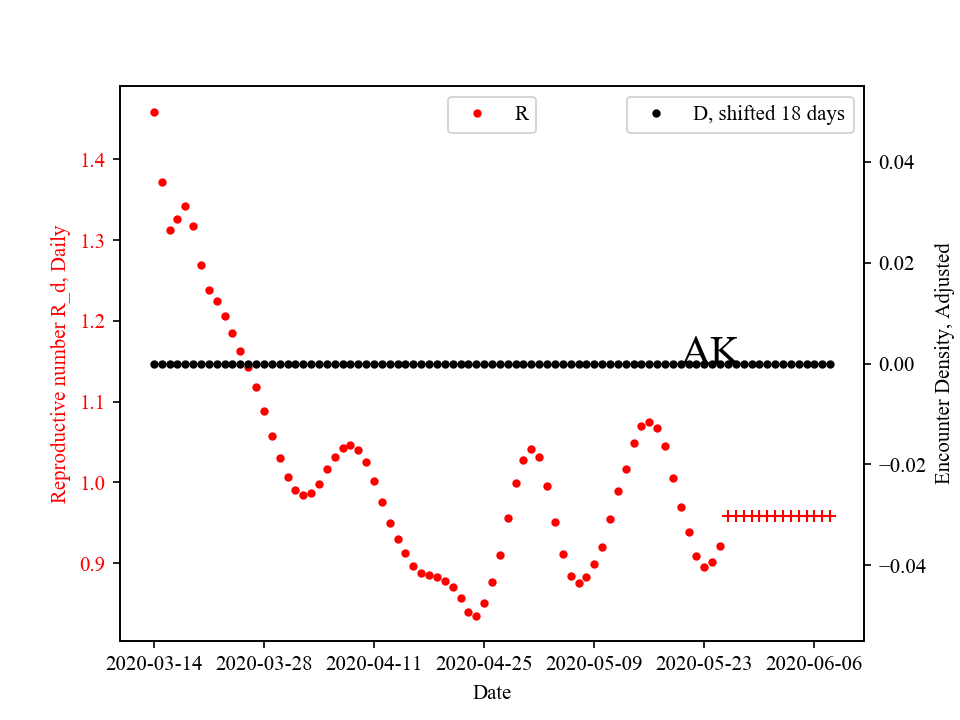 R
D, shifted 18 days
1.4
1.3
1.2
1.1
1.0
0.9
Reproductive number R_d, Daily
0.04
0.02
0.00
−0.02
−0.04
Encounter Density, Adjusted
AK
2020-03-14 2020-03-28 2020-04-11 2020-04-25 2020-05-09 2020-05-23 2020-06-06
Date